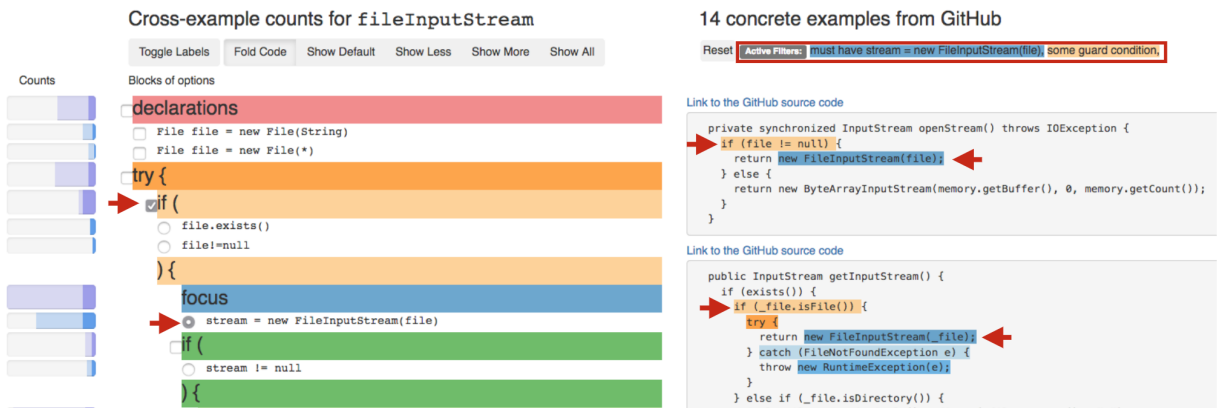 Cross-example counts for fileInputStream
Toggle Labels Fold Code Show Default Show Less Show More Show All
Counts
Blocks of options
declarations
File file = new File(String)
File file = new File(*)
try {
if (
file.exists()
file!=null
) {
focus
stream = new FileInputStream(file)
if (
stream != null
) {
14 concrete examples from GitHub
Reset Active Filters: must have stream = new FileInputStream(file), some guard condition,
Link to the GitHub source code
private synchronized InputStream openStream() throws IOException {
if (file != null) {
return new FileInputStream(file);
} else {
return new ByteArrayInputStream(memory.getBuffer(), 0, memory.getCount());
}
}
Link to the GitHub source code
public InputStream getInputStream() {
if (exists()) {
if (_file.isFile()) {
try {
return new FileInputStream(_file);
} catch (FileNotFoundException e) {
throw new RuntimeException(e);
}
} else if (_file.isDirectory()) {